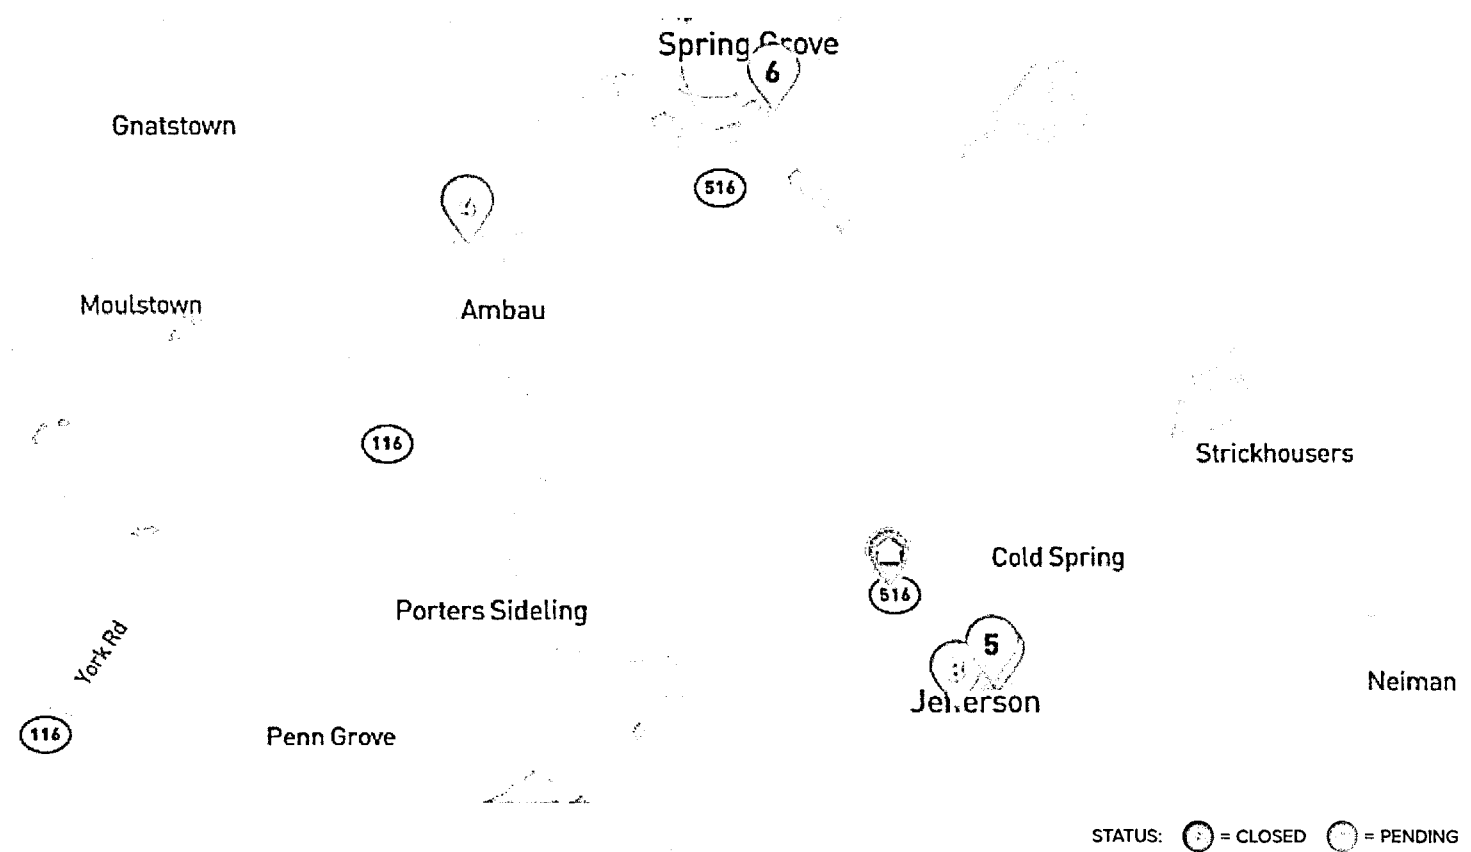 Spring Grove
6
Gnatstown
516
Moulstown
Ambau
116
Strickhousers
Cold Spring
516
Porters Sideling
York Rd
5
Jefferson
Neiman
116
Penn Grove
STATUS: = CLOSED = PENDING